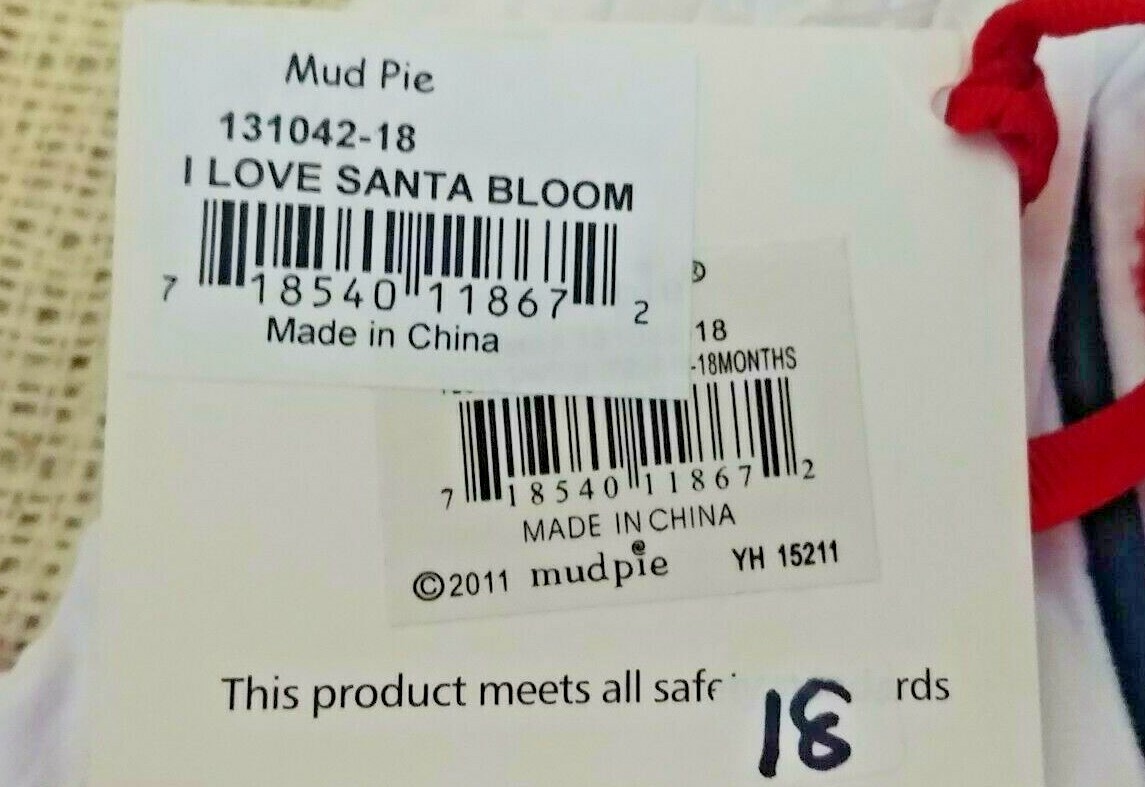 Mud Pie
131042-18
I LOVE SANTA BLOOM
7 18540 11867 2
Made in China
®
18
-18MONTHS
7 18540 11867 2
MADE IN CHINA
©2011 mudpie YH 15211
This product meets all safe rds
18